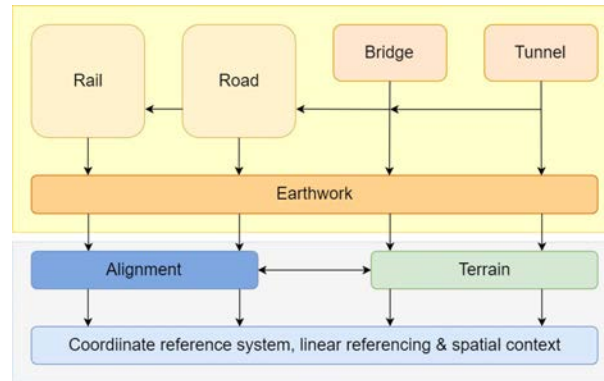 Rail
Road
Bridge
Tunnel
Earthwork
Alignment
Terrain
Coordiinate reference system, linear referencing & spatial context